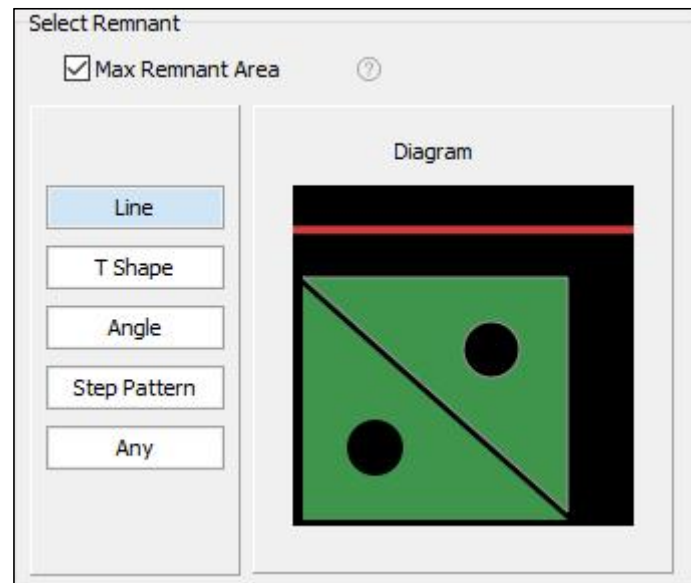 Select Remnant
Max Remnant Area ?
Diagram
Line
T Shape
Angle
Step Pattern
Any